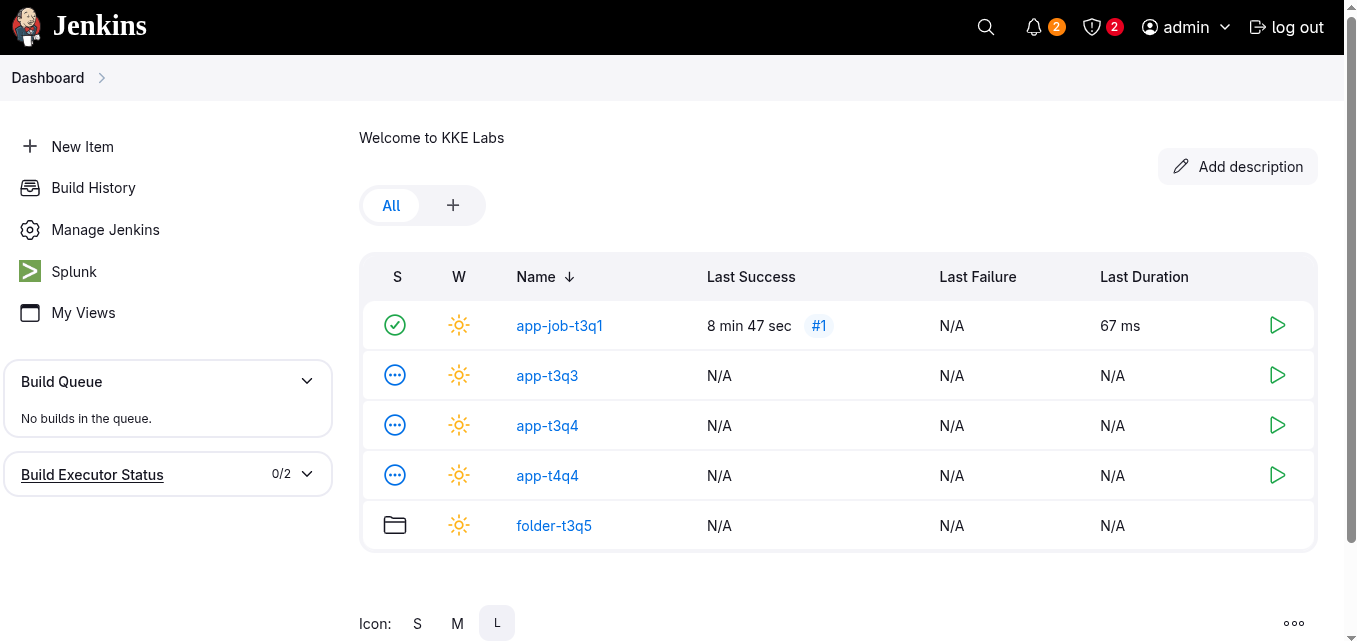 Jenkins
2
2
admin
log out
Dashboard
New Item
Build History
Manage Jenkins
Splunk
My Views
Build Queue
No builds in the queue.
Build Executor Status 0/2
Welcome to KKE Labs
Add description
All +
S W Name ↓ Last Success Last Failure Last Duration
app-job-t3q1 8 min 47 sec #1 N/A 67 ms
app-t3q3 N/A N/A N/A
app-t3q4 N/A N/A N/A
app-t4q4 N/A N/A N/A
folder-t3q5 N/A N/A N/A
Icon: S M L